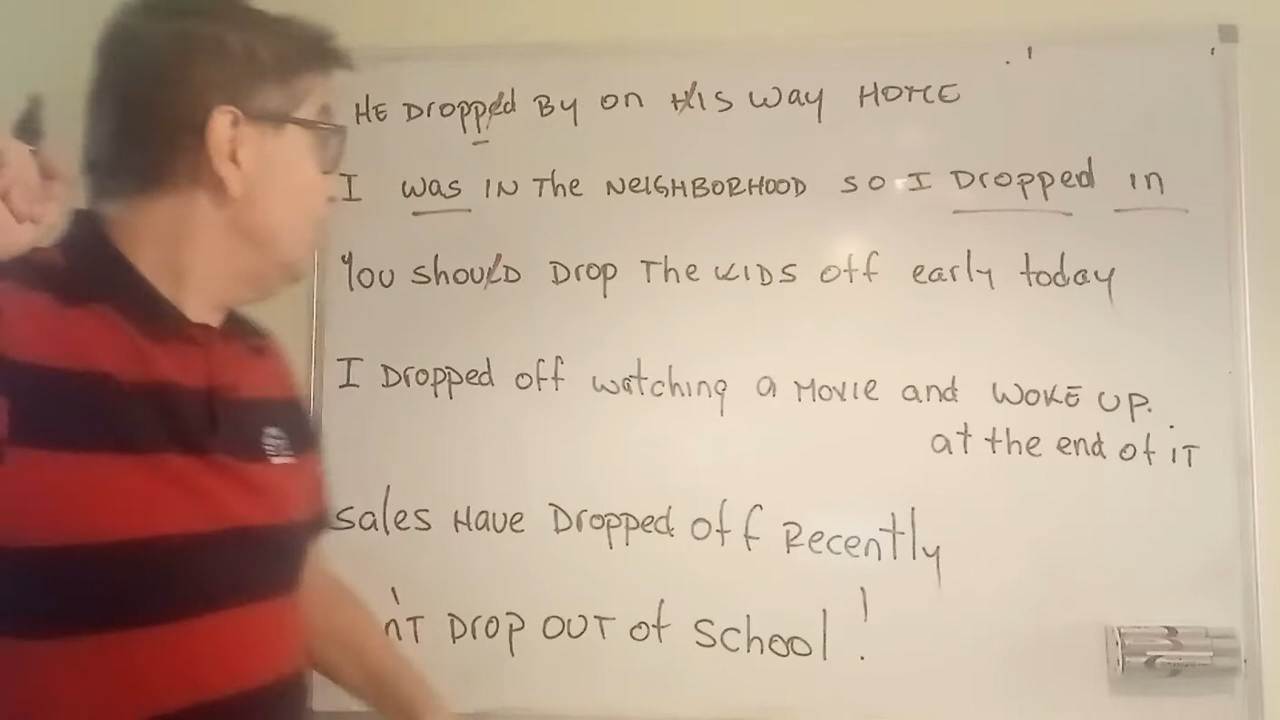 HE Dropped By on His way HOME
I was IN The NeIGHBORHOOD so I Dropped in
You should Drop The KIDS off early today
I Dropped off watching a Movie and WOKE UP.
at the end of iT
sales Have Dropped off Recently
n'T Drop OUT of School!